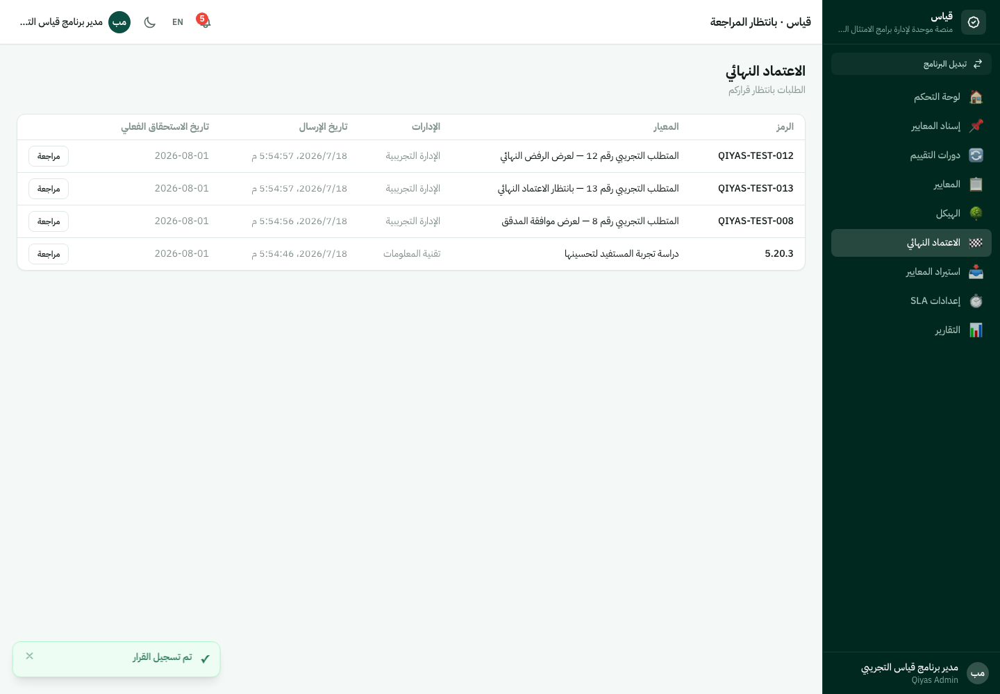 قياس
منصة موحدة لإدارة برامج الامتثال الـ...
تبديل البرنامج
لوحة التحكم
إسناد المعايير
دورات التقييم
المعايير
الهيكل
الاعتماد النهائي
استيراد المعايير
إعدادات SLA
التقارير
مب
مدير برنامج قياس التجريبي
Qiyas Admin
قياس · بانتظار المراجعة
5
EN
مب
مدير برنامج قياس التـ...
الاعتماد النهائي
الطلبات بانتظار قراركم
الرمز المعيار الإدارات تاريخ الإرسال تاريخ الاستحقاق الفعلي
QIYAS-TEST-012 المتطلب التجريبي رقم 12 — لعرض الرفض النهائي الإدارة التجريبية 2026/7/18، 5:54:57 م 2026-08-01 مراجعة
QIYAS-TEST-013 المتطلب التجريبي رقم 13 — بانتظار الاعتماد النهائي الإدارة التجريبية 2026/7/18، 5:54:57 م 2026-08-01 مراجعة
QIYAS-TEST-008 المتطلب التجريبي رقم 8 — لعرض موافقة المدقق الإدارة التجريبية 2026/7/18، 5:54:56 م 2026-08-01 مراجعة
5.20.3 دراسة تجربة المستفيد لتحسينها تقنية المعلومات 2026/7/18، 5:54:46 م 2026-08-01 مراجعة
تم تسجيل القرار